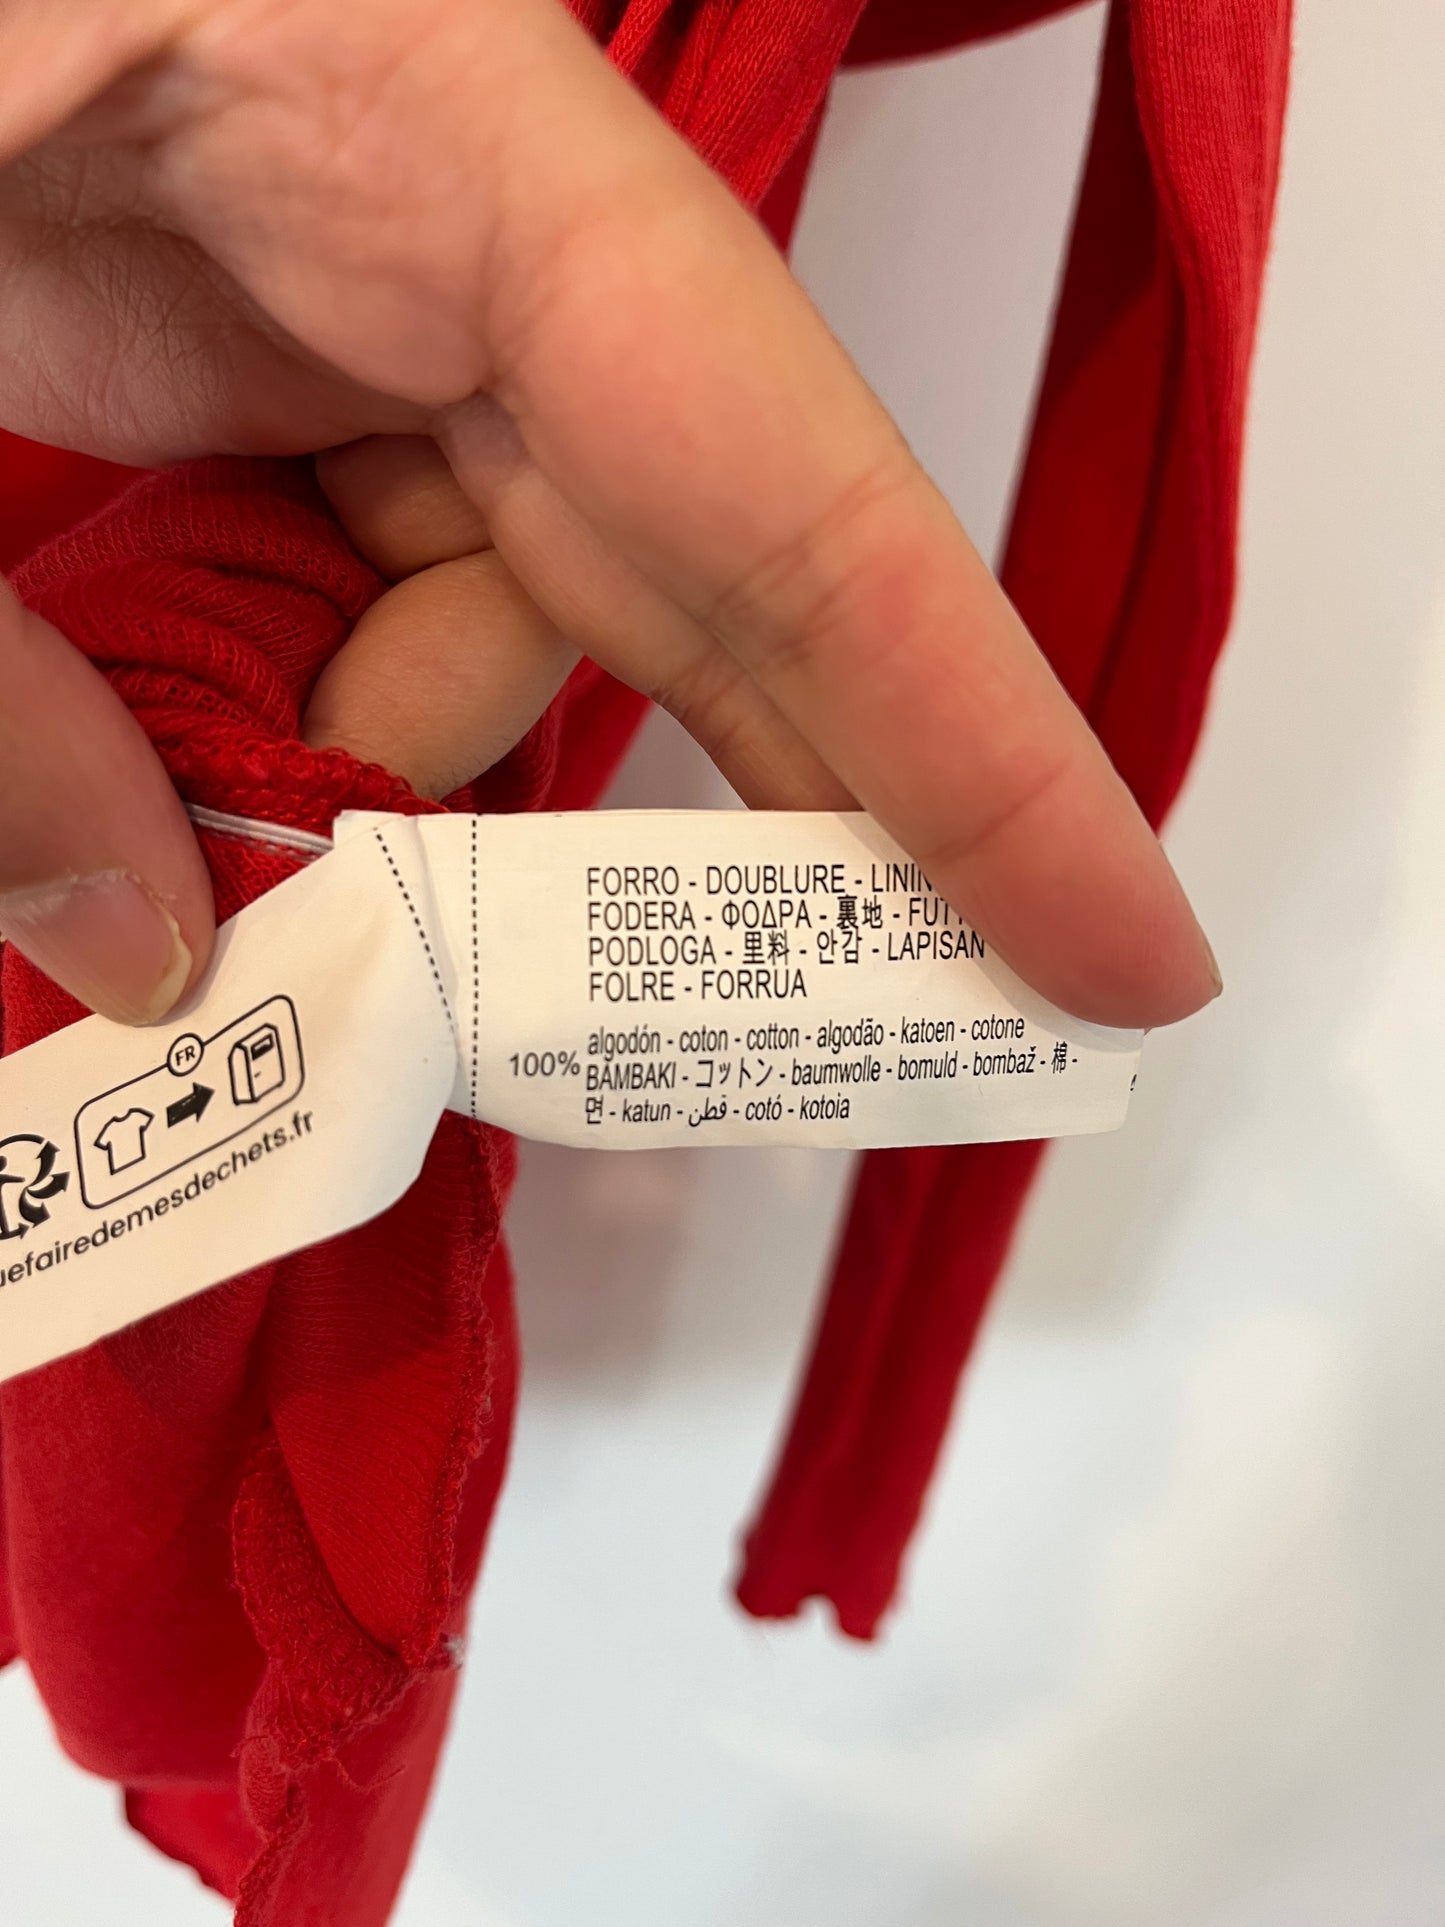 FORRO - DOUBLURE -
FODERA - ΦΟΔΡΑ - 裏地 -
PODLOGA - 里料 - 안감 - LAPISAN
FOLRE - FORRUA
algodón - coton - cotton - algodão - katoen - cotone
100% BAMBAKI - コットン - baumwolle - bomuld - bombaž - 棉 -
면 - katun - قطن - cotó - kotoia
FR
uefairedemesdechets.fr